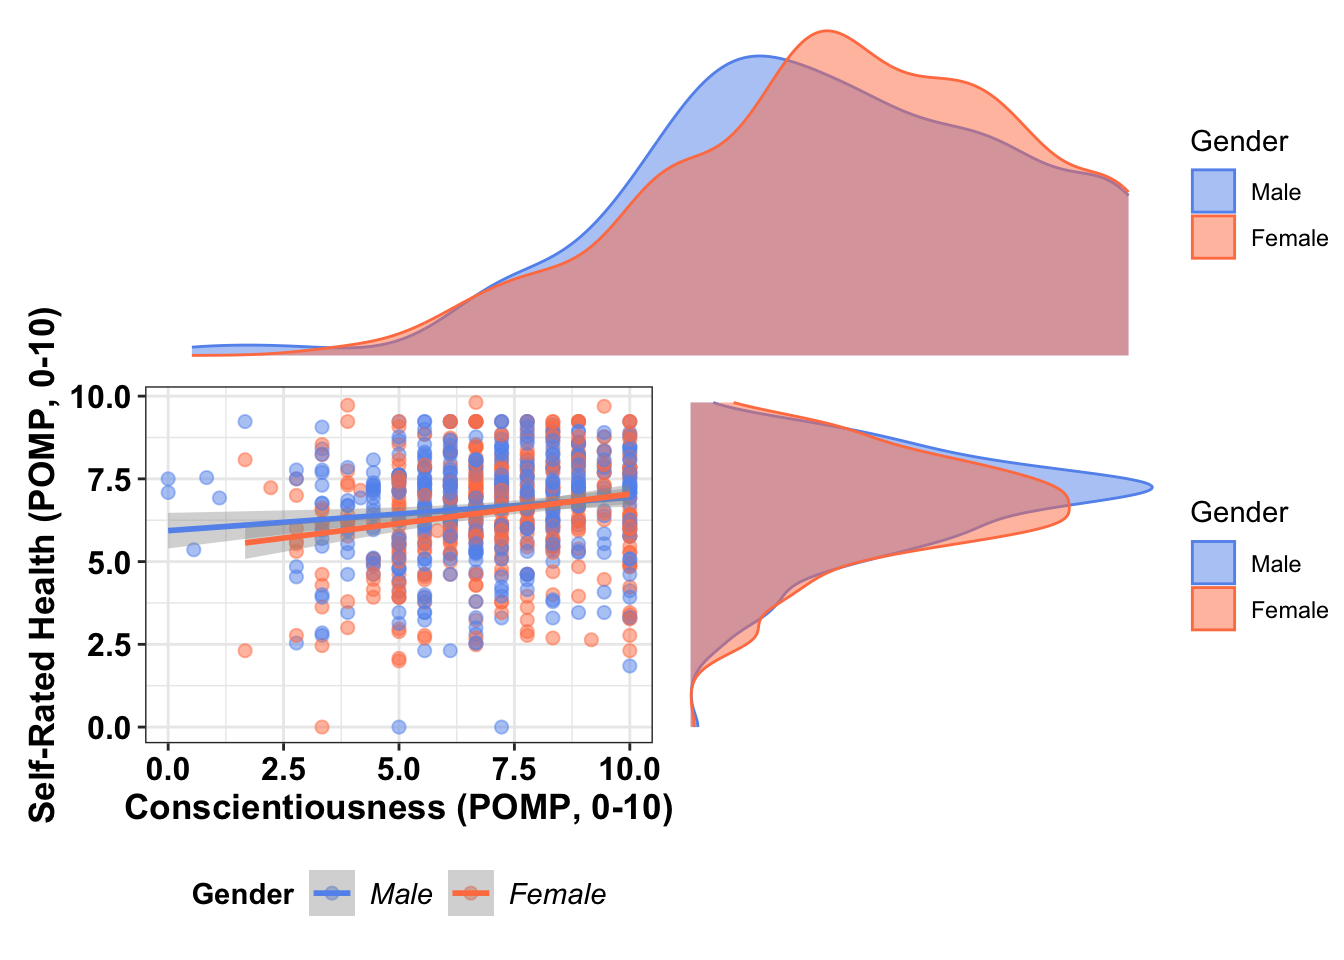 Gender
Male
Female
Self-Rated Health (POMP, 0-10)
10.0
7.5
5.0
2.5
0.0
0.0 2.5 5.0 7.5 10.0
Conscientiousness (POMP, 0-10)
Gender
Male
Female
Gender Male Female